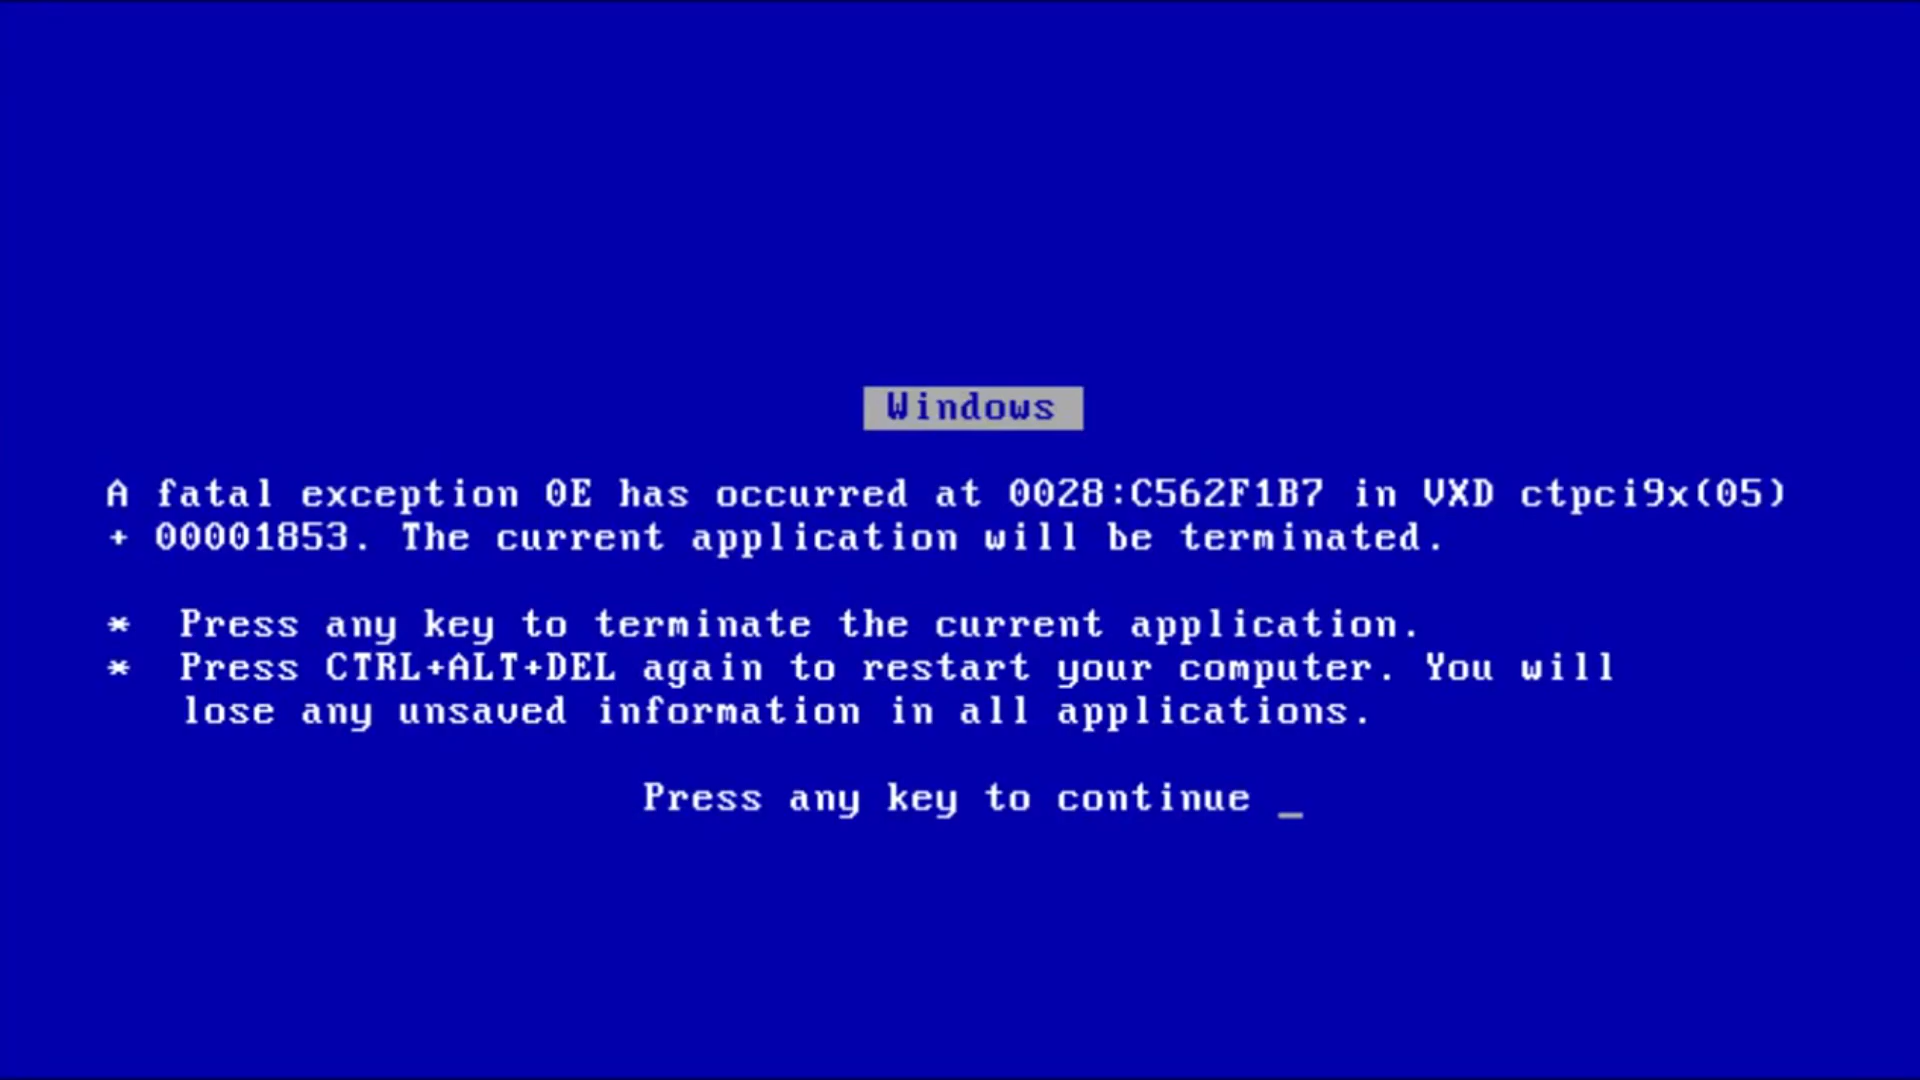 Windows
A fatal exception 0E has occurred at 0028:C562F1B7 in VXD ctpci9x(05)
+ 00001853. The current application will be terminated.
* Press any key to terminate the current application.
* Press CTRL+ALT+DEL again to restart your computer. You will
lose any unsaved information in all applications.
Press any key to continue _